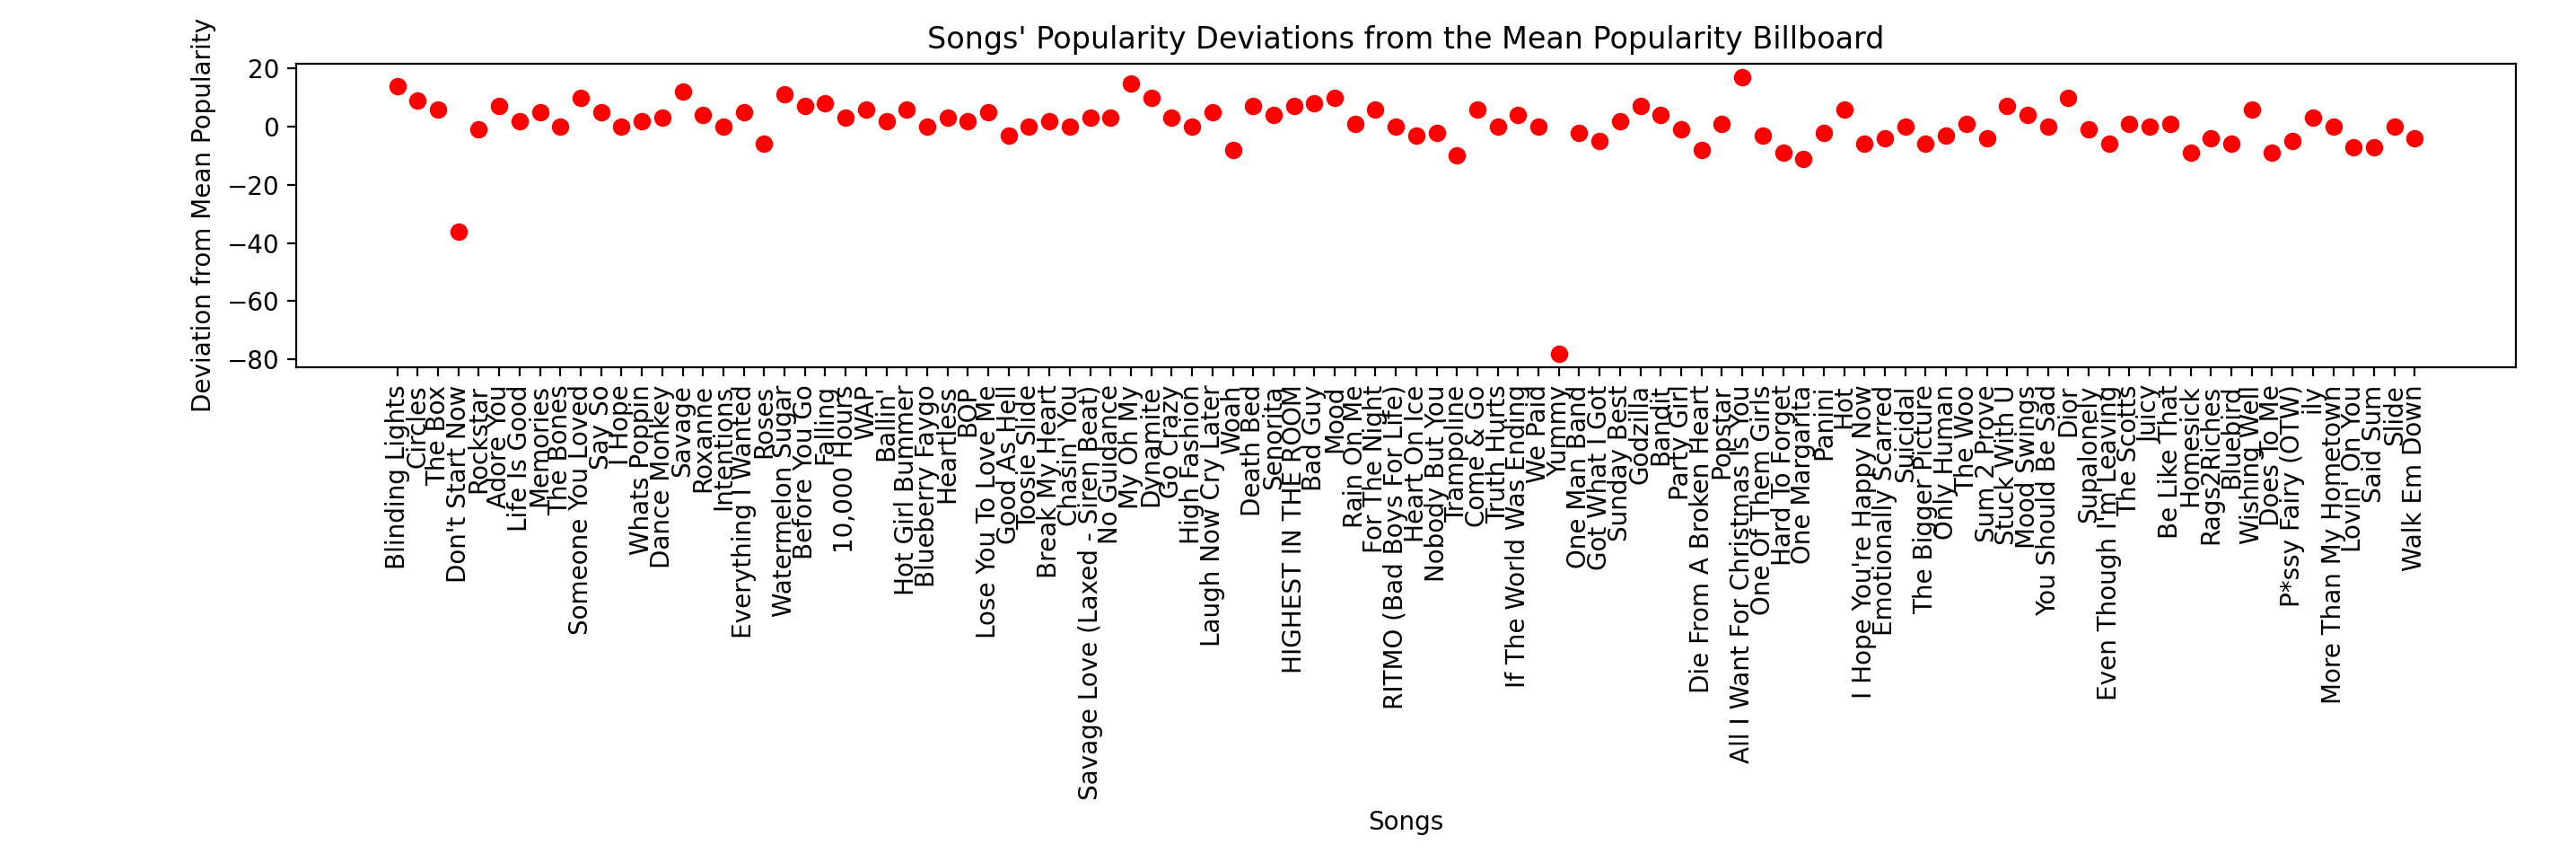 Songs' Popularity Deviations from the Mean Popularity Billboard
Deviation from Mean Popularity
20
0
−20
−40
−60
−80
Blinding Lights
Circles
The Box
Don't Start Now
Rockstar
Adore You
Life Is Good
Memories
The Bones
Someone You Loved
Say So
I Hope
Whats Poppin
Dance Monkey
Savage
Roxanne
Intentions
Everything I Wanted
Roses
Watermelon Sugar
Before You Go
Falling
10,000 Hours
WAP
Ballin'
Hot Girl Bummer
Blueberry Faygo
Heartless
BOP
Lose You To Love Me
Good As Hell
Toosie Slide
Break My Heart
Chasin' You
Savage Love (Laxed - Siren Beat)
No Guidance
My Oh My
Dynamite
Go Crazy
High Fashion
Laugh Now Cry Later
Woah
Death Bed
Senorita
HIGHEST IN THE ROOM
Bad Guy
Mood
Rain On Me
For The Night
RITMO (Bad Boys For Life)
Heart On Ice
Nobody But You
Trampoline
Come & Go
Truth Hurts
If The World Was Ending
We Paid
Yummy
One Man Band
Got What I Got
Sunday Best
Godzilla
Bandit
Party Girl
Die From A Broken Heart
Popstar
All I Want For Christmas Is You
One Of Them Girls
Hard To Forget
One Margarita
Panini
Hot
I Hope You're Happy Now
Emotionally Scarred
Suicidal
The Bigger Picture
Only Human
The Woo
Sum 2 Prove
Stuck With U
Mood Swings
You Should Be Sad
Dior
Supalonely
Even Though I'm Leaving
The Scotts
Juicy
Be Like That
Homesick
Rags2Riches
Bluebird
Wishing Well
Does To Me
P*ssy Fairy (OTW)
ily
More Than My Hometown
Lovin' On You
Said Sum
Slide
Walk Em Down
Songs